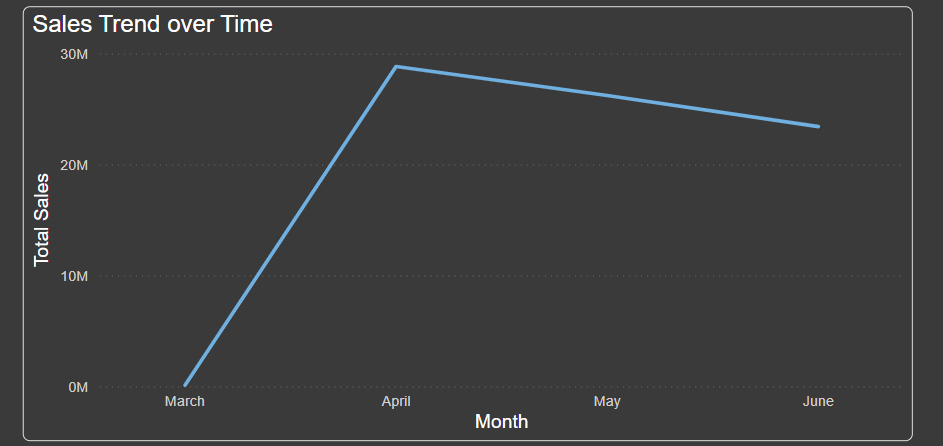 Sales Trend over Time
30M
20M
10M
0M
Total Sales
March April May June
Month